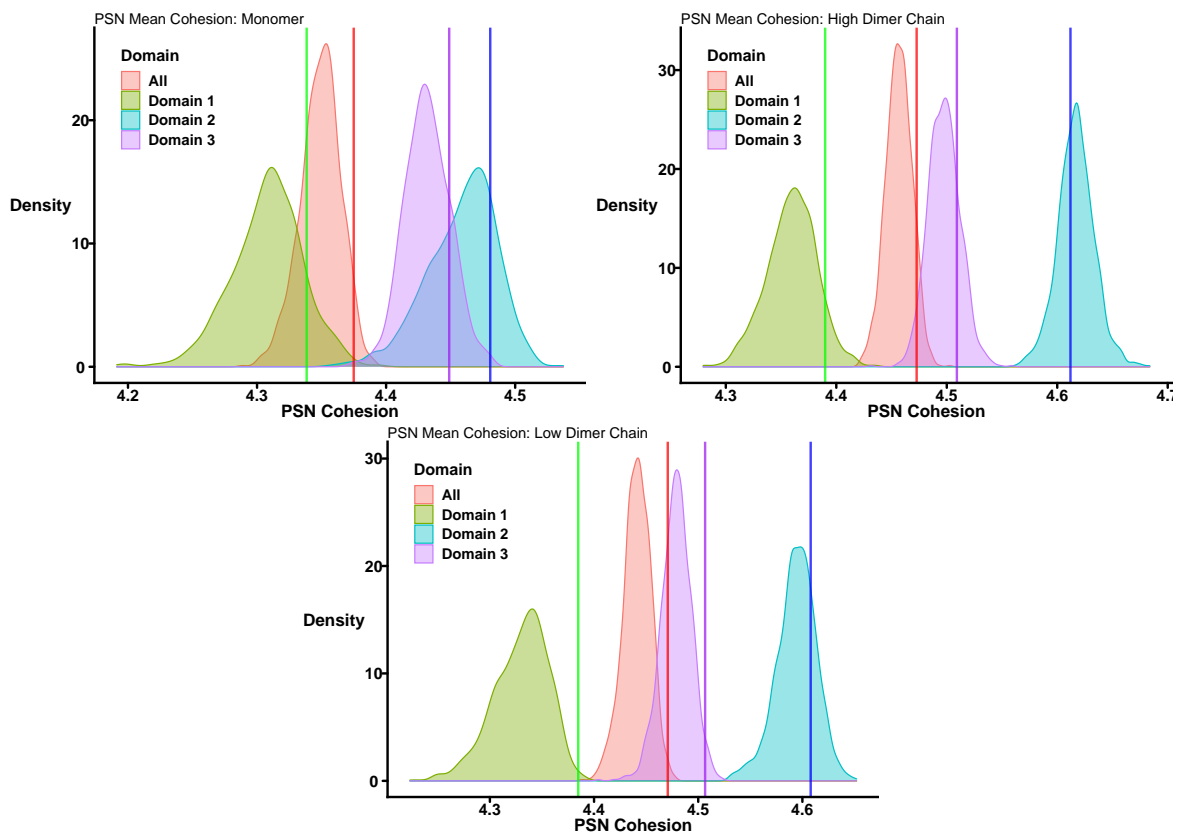 PSN Mean Cohesion: Monomer
Domain
All
Domain 1
Domain 2
Domain 3
20
10
0
Density
4.2 4.3 4.4 4.5
PSN Cohesion
PSN Mean Cohesion: High Dimer Chain
Domain
All
Domain 1
Domain 2
Domain 3
30
20
10
0
Density
4.3 4.4 4.5 4.6 4.7
PSN Cohesion
PSN Mean Cohesion: Low Dimer Chain
Domain
All
Domain 1
Domain 2
Domain 3
30
20
10
0
Density
4.3 4.4 4.5 4.6
PSN Cohesion